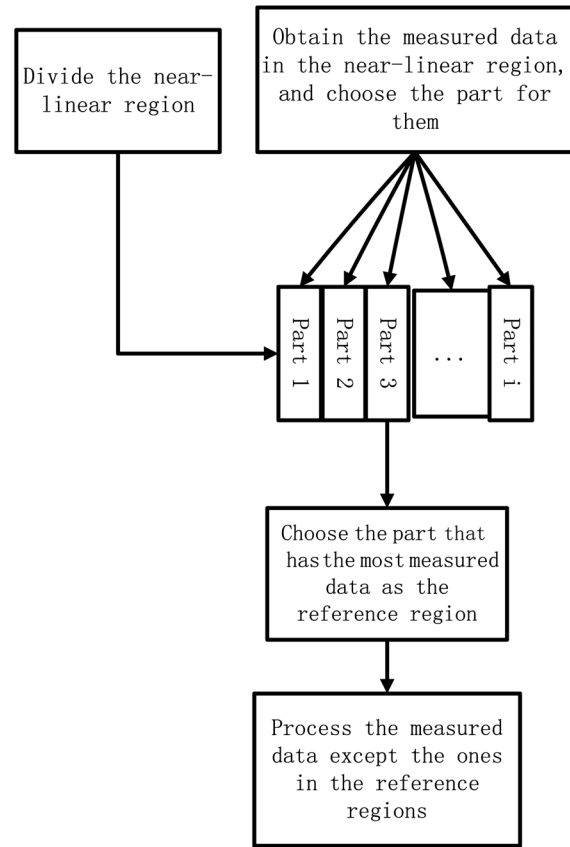 Divide the near-
linear region
Obtain the measured data
in the near-linear region,
and choose the part for
them
Part 1
Part 2
Part 3
...
Part i
Choose the part that
has the most measured
data as the
reference region
Process the measured
data except the ones
in the reference
regions